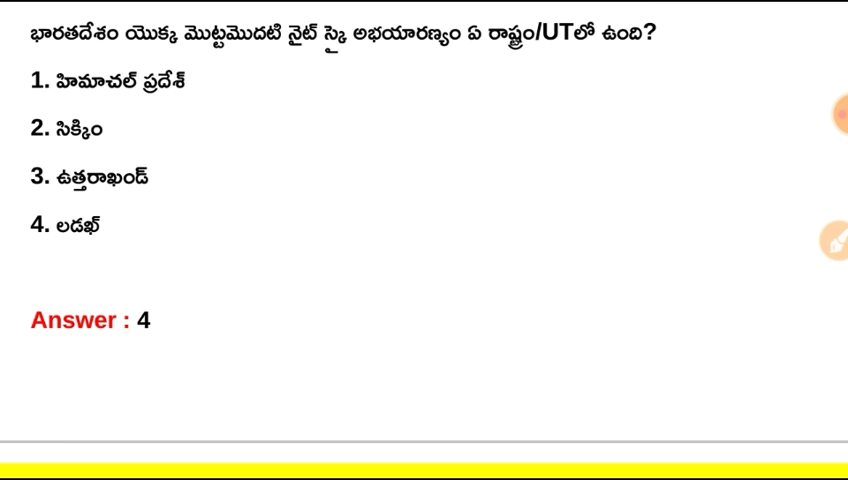 భారతదేశం యొక్క మొట్టమొదటి నైట్ స్కై అభయారణ్యం ఏ రాష్ట్రం/UTలో ఉంది?
1. హిమాచల్ ప్రదేశ్
2. సిక్కిం
3. ఉత్తరాఖండ్
4. లడఖ్
Answer : 4